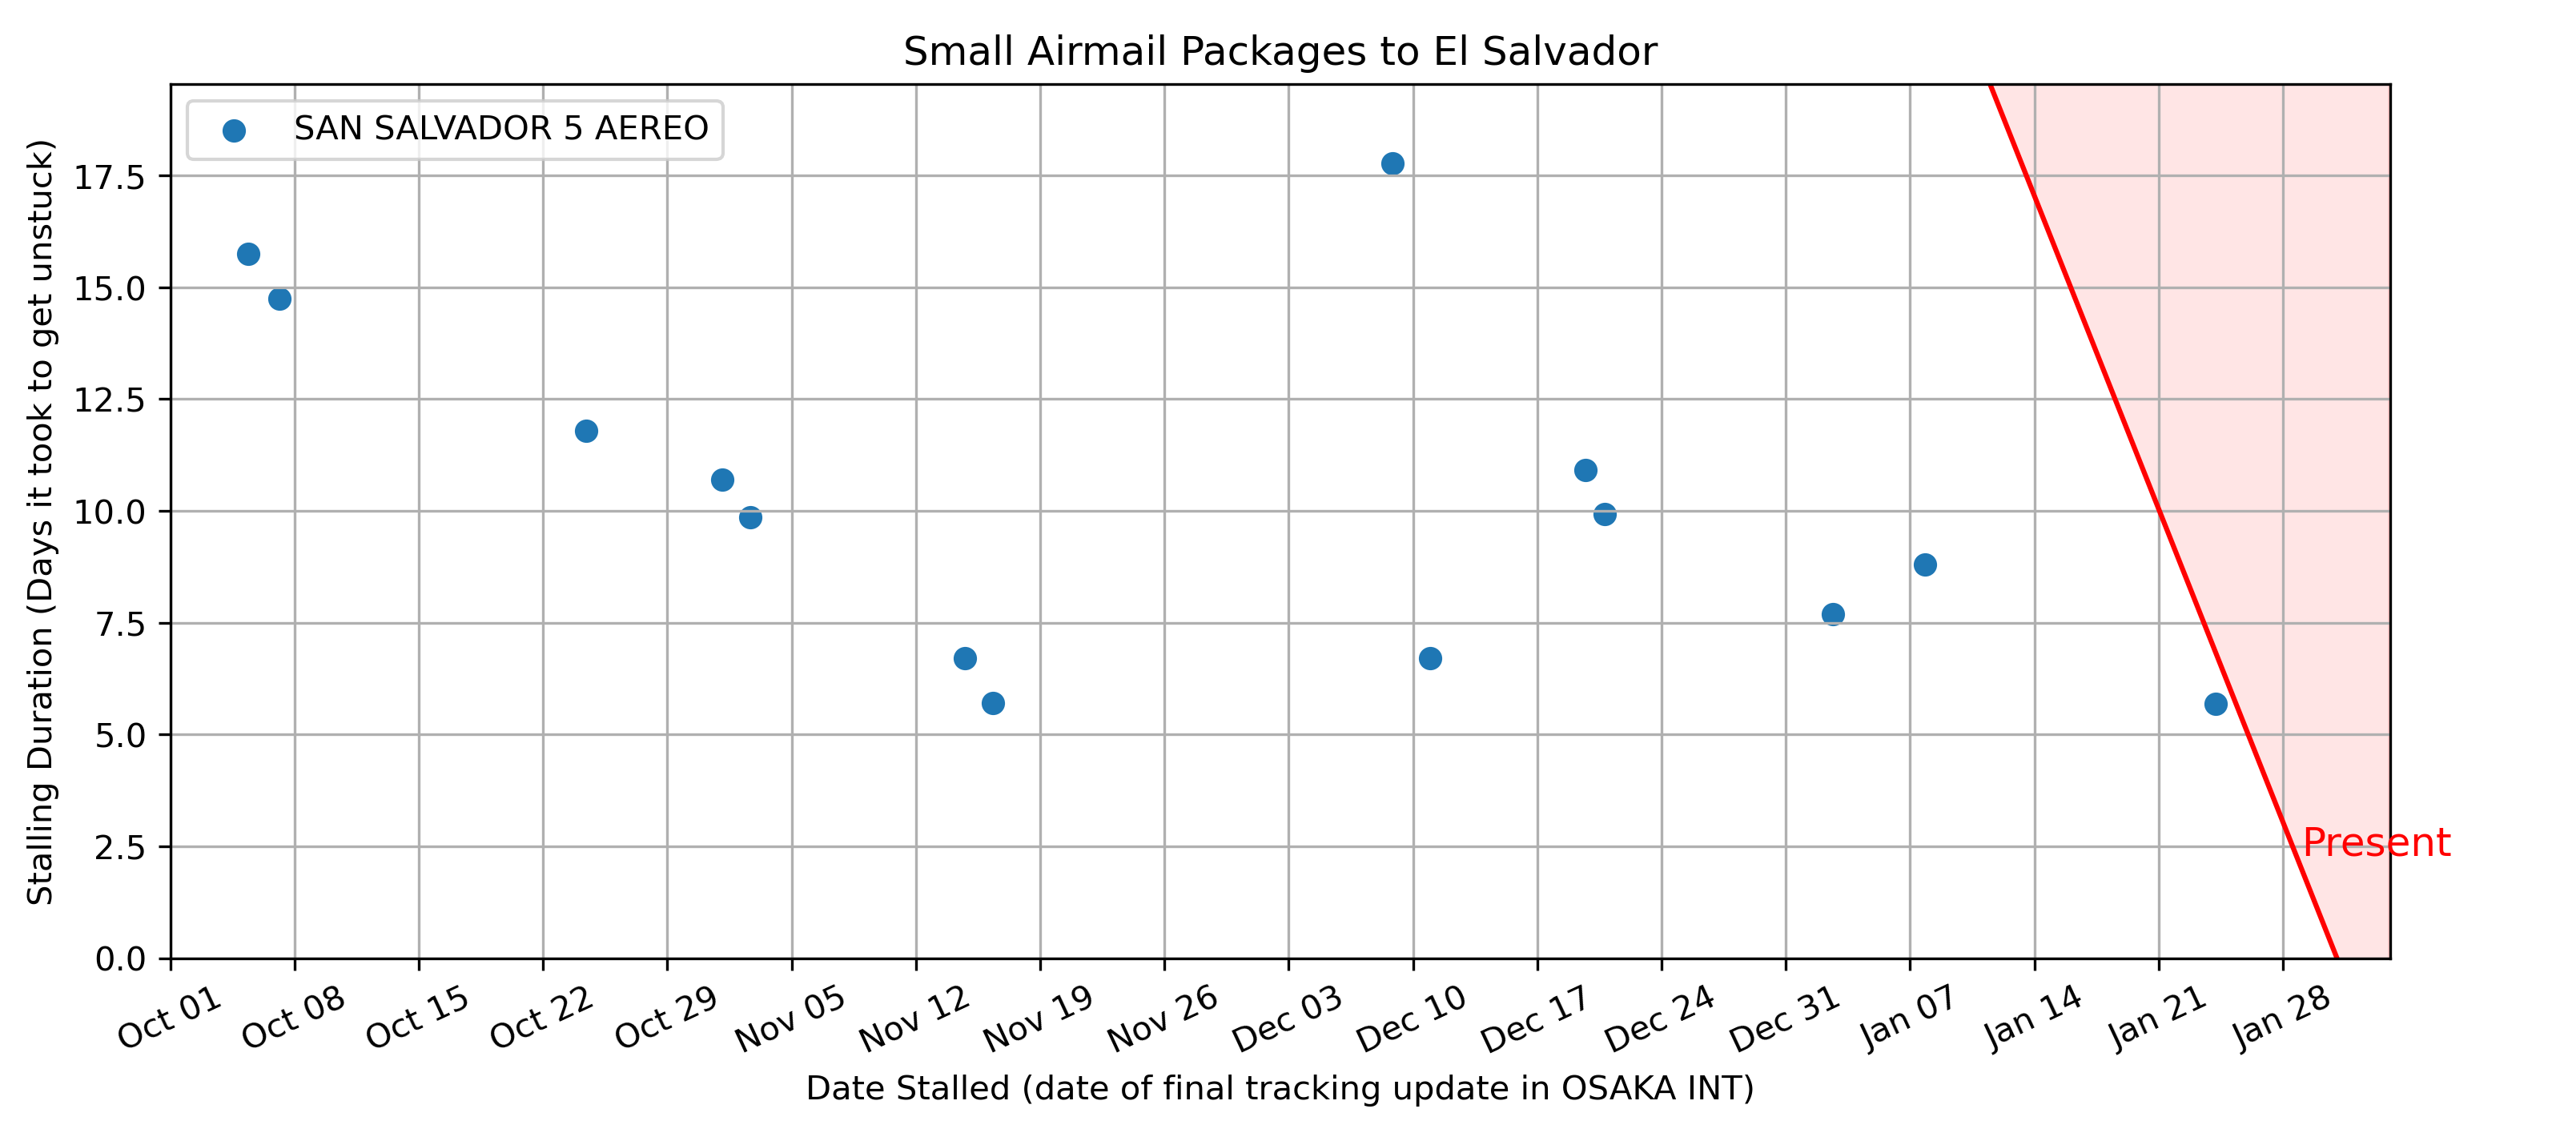 Small Airmail Packages to El Salvador
SAN SALVADOR 5 AEREO
Stalling Duration (Days it took to get unstuck)
17.5
15.0
12.5
10.0
7.5
5.0
2.5
0.0
Present
Oct 01 Oct 08 Oct 15 Oct 22 Oct 29 Nov 05 Nov 12 Nov 19 Nov 26 Dec 03 Dec 10 Dec 17 Dec 24 Dec 31 Jan 07 Jan 14 Jan 21 Jan 28
Date Stalled (date of final tracking update in OSAKA INT)